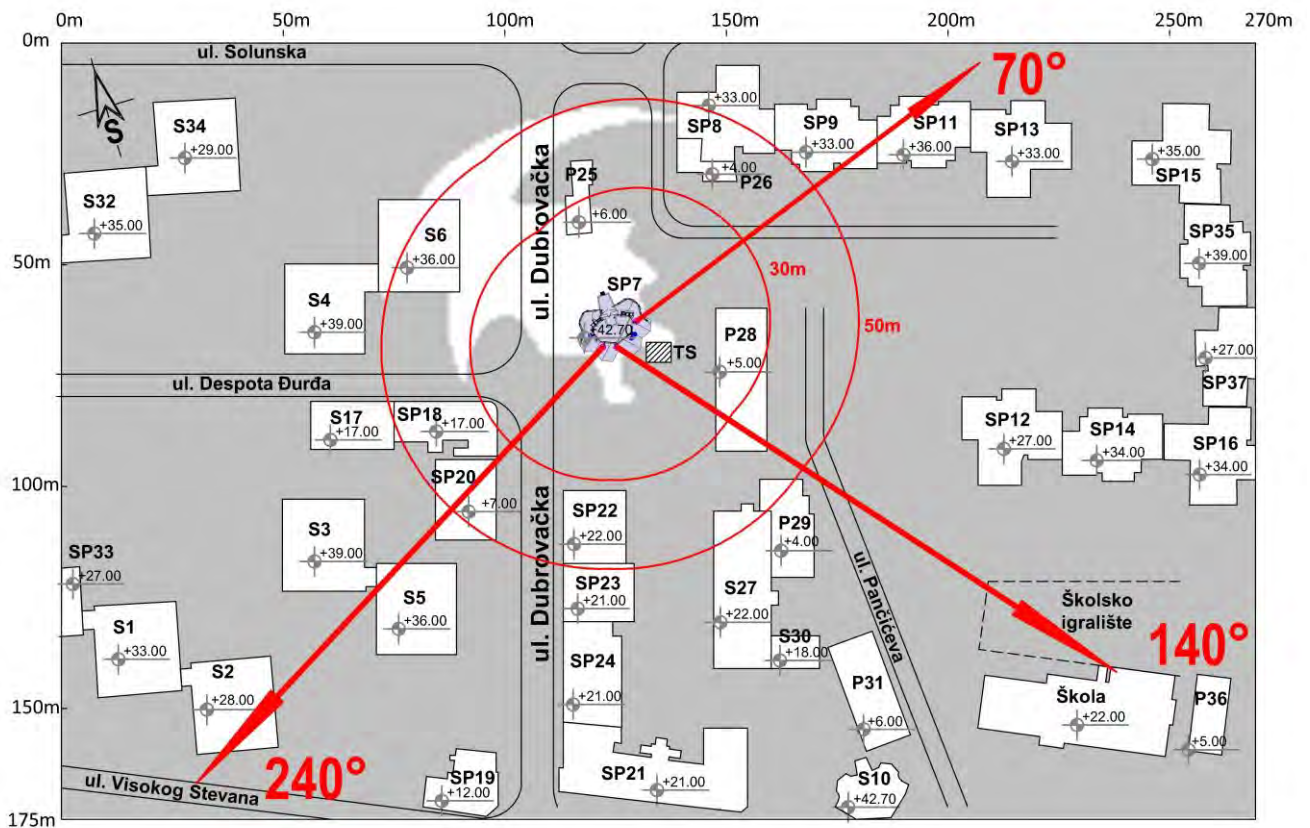 0m
50m
100m
150m
200m
250m
270m
0m
50m
100m
150m
175m
ul. Solunska
S
S34
+29.00
S32
+35.00
S6
+36.00
S4
+39.00
ul. Dubrovačka
P25
+6.00
SP8
+33.00
+4.00
P26
SP9
+33.00
SP11
+36.00
SP13
+33.00
70°
+35.00
SP15
SP35
+39.00
+27.00
SP37
30m
50m
SP7
+42.70
TS
P28
+5.00
ul. Despota Đurđa
S17
+17.00
SP18
+17.00
SP20
+7.00
SP12
+27.00
SP14
+34.00
SP16
+34.00
S3
+39.00
SP33
+27.00
S1
+33.00
S2
+28.00
S5
+36.00
ul. Dubrovačka
SP22
+22.00
SP23
+21.00
SP24
+21.00
SP21
+21.00
P29
+4.00
S27
+22.00
S30
+18.00
P31
+6.00
S10
+42.70
ul. Pančićeva
Školsko
igralište
140°
Škola
+22.00
P36
+5.00
240°
ul. Visokog Stevana
SP19
+12.00